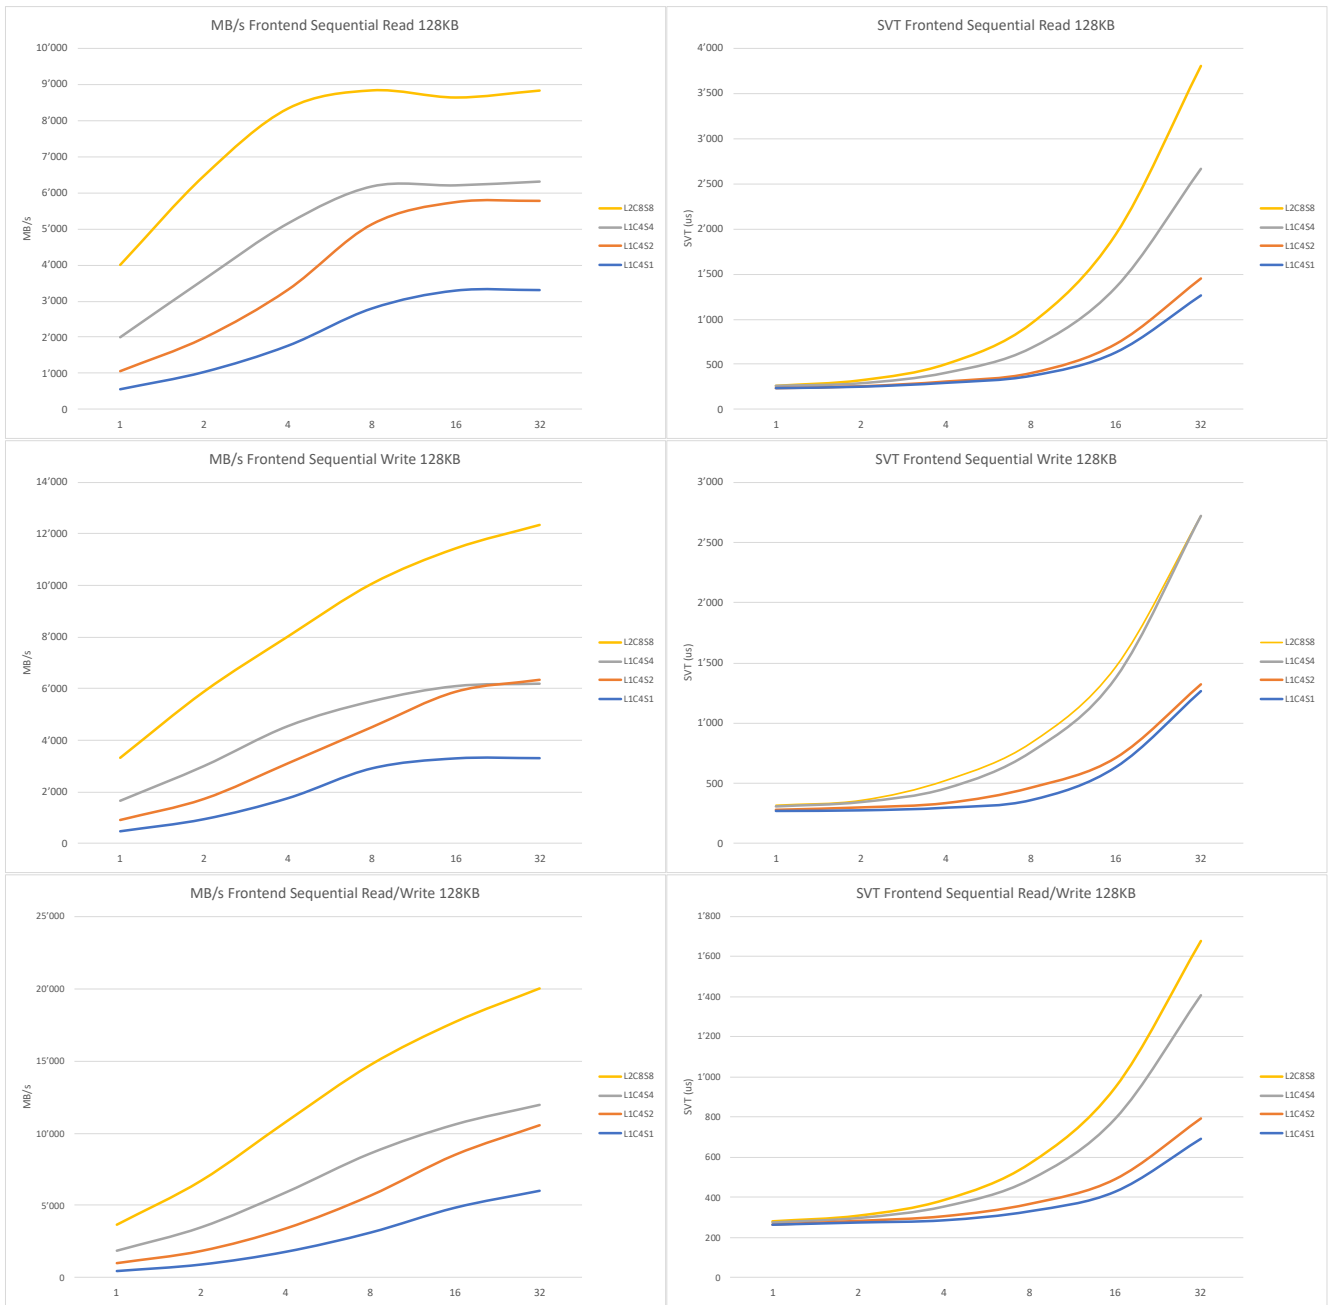 MB/s Frontend Sequential Read 128KB
10’000
9’000
8’000
7’000
6’000
5’000
4’000
3’000
2’000
1’000
0
MB/s
1 2 4 8 16 32
L2C8S8
L1C4S4
L1C4S2
L1C4S1
SVT Frontend Sequential Read 128KB
4’000
3’500
3’000
2’500
2’000
1’500
1’000
500
0
SVT (us)
1 2 4 8 16 32
L2C8S8
L1C4S4
L1C4S2
L1C4S1
MB/s Frontend Sequential Write 128KB
14’000
12’000
10’000
8’000
6’000
4’000
2’000
0
MB/s
1 2 4 8 16 32
L2C8S8
L1C4S4
L1C4S2
L1C4S1
SVT Frontend Sequential Write 128KB
3’000
2’500
2’000
1’500
1’000
500
0
SVT (us)
1 2 4 8 16 32
L2C8S8
L1C4S4
L1C4S2
L1C4S1
MB/s Frontend Sequential Read/Write 128KB
25’000
20’000
15’000
10’000
5’000
0
MB/s
1 2 4 8 16 32
L2C8S8
L1C4S4
L1C4S2
L1C4S1
SVT Frontend Sequential Read/Write 128KB
1’800
1’600
1’400
1’200
1’000
800
600
400
200
0
SVT (us)
1 2 4 8 16 32
L2C8S8
L1C4S4
L1C4S2
L1C4S1